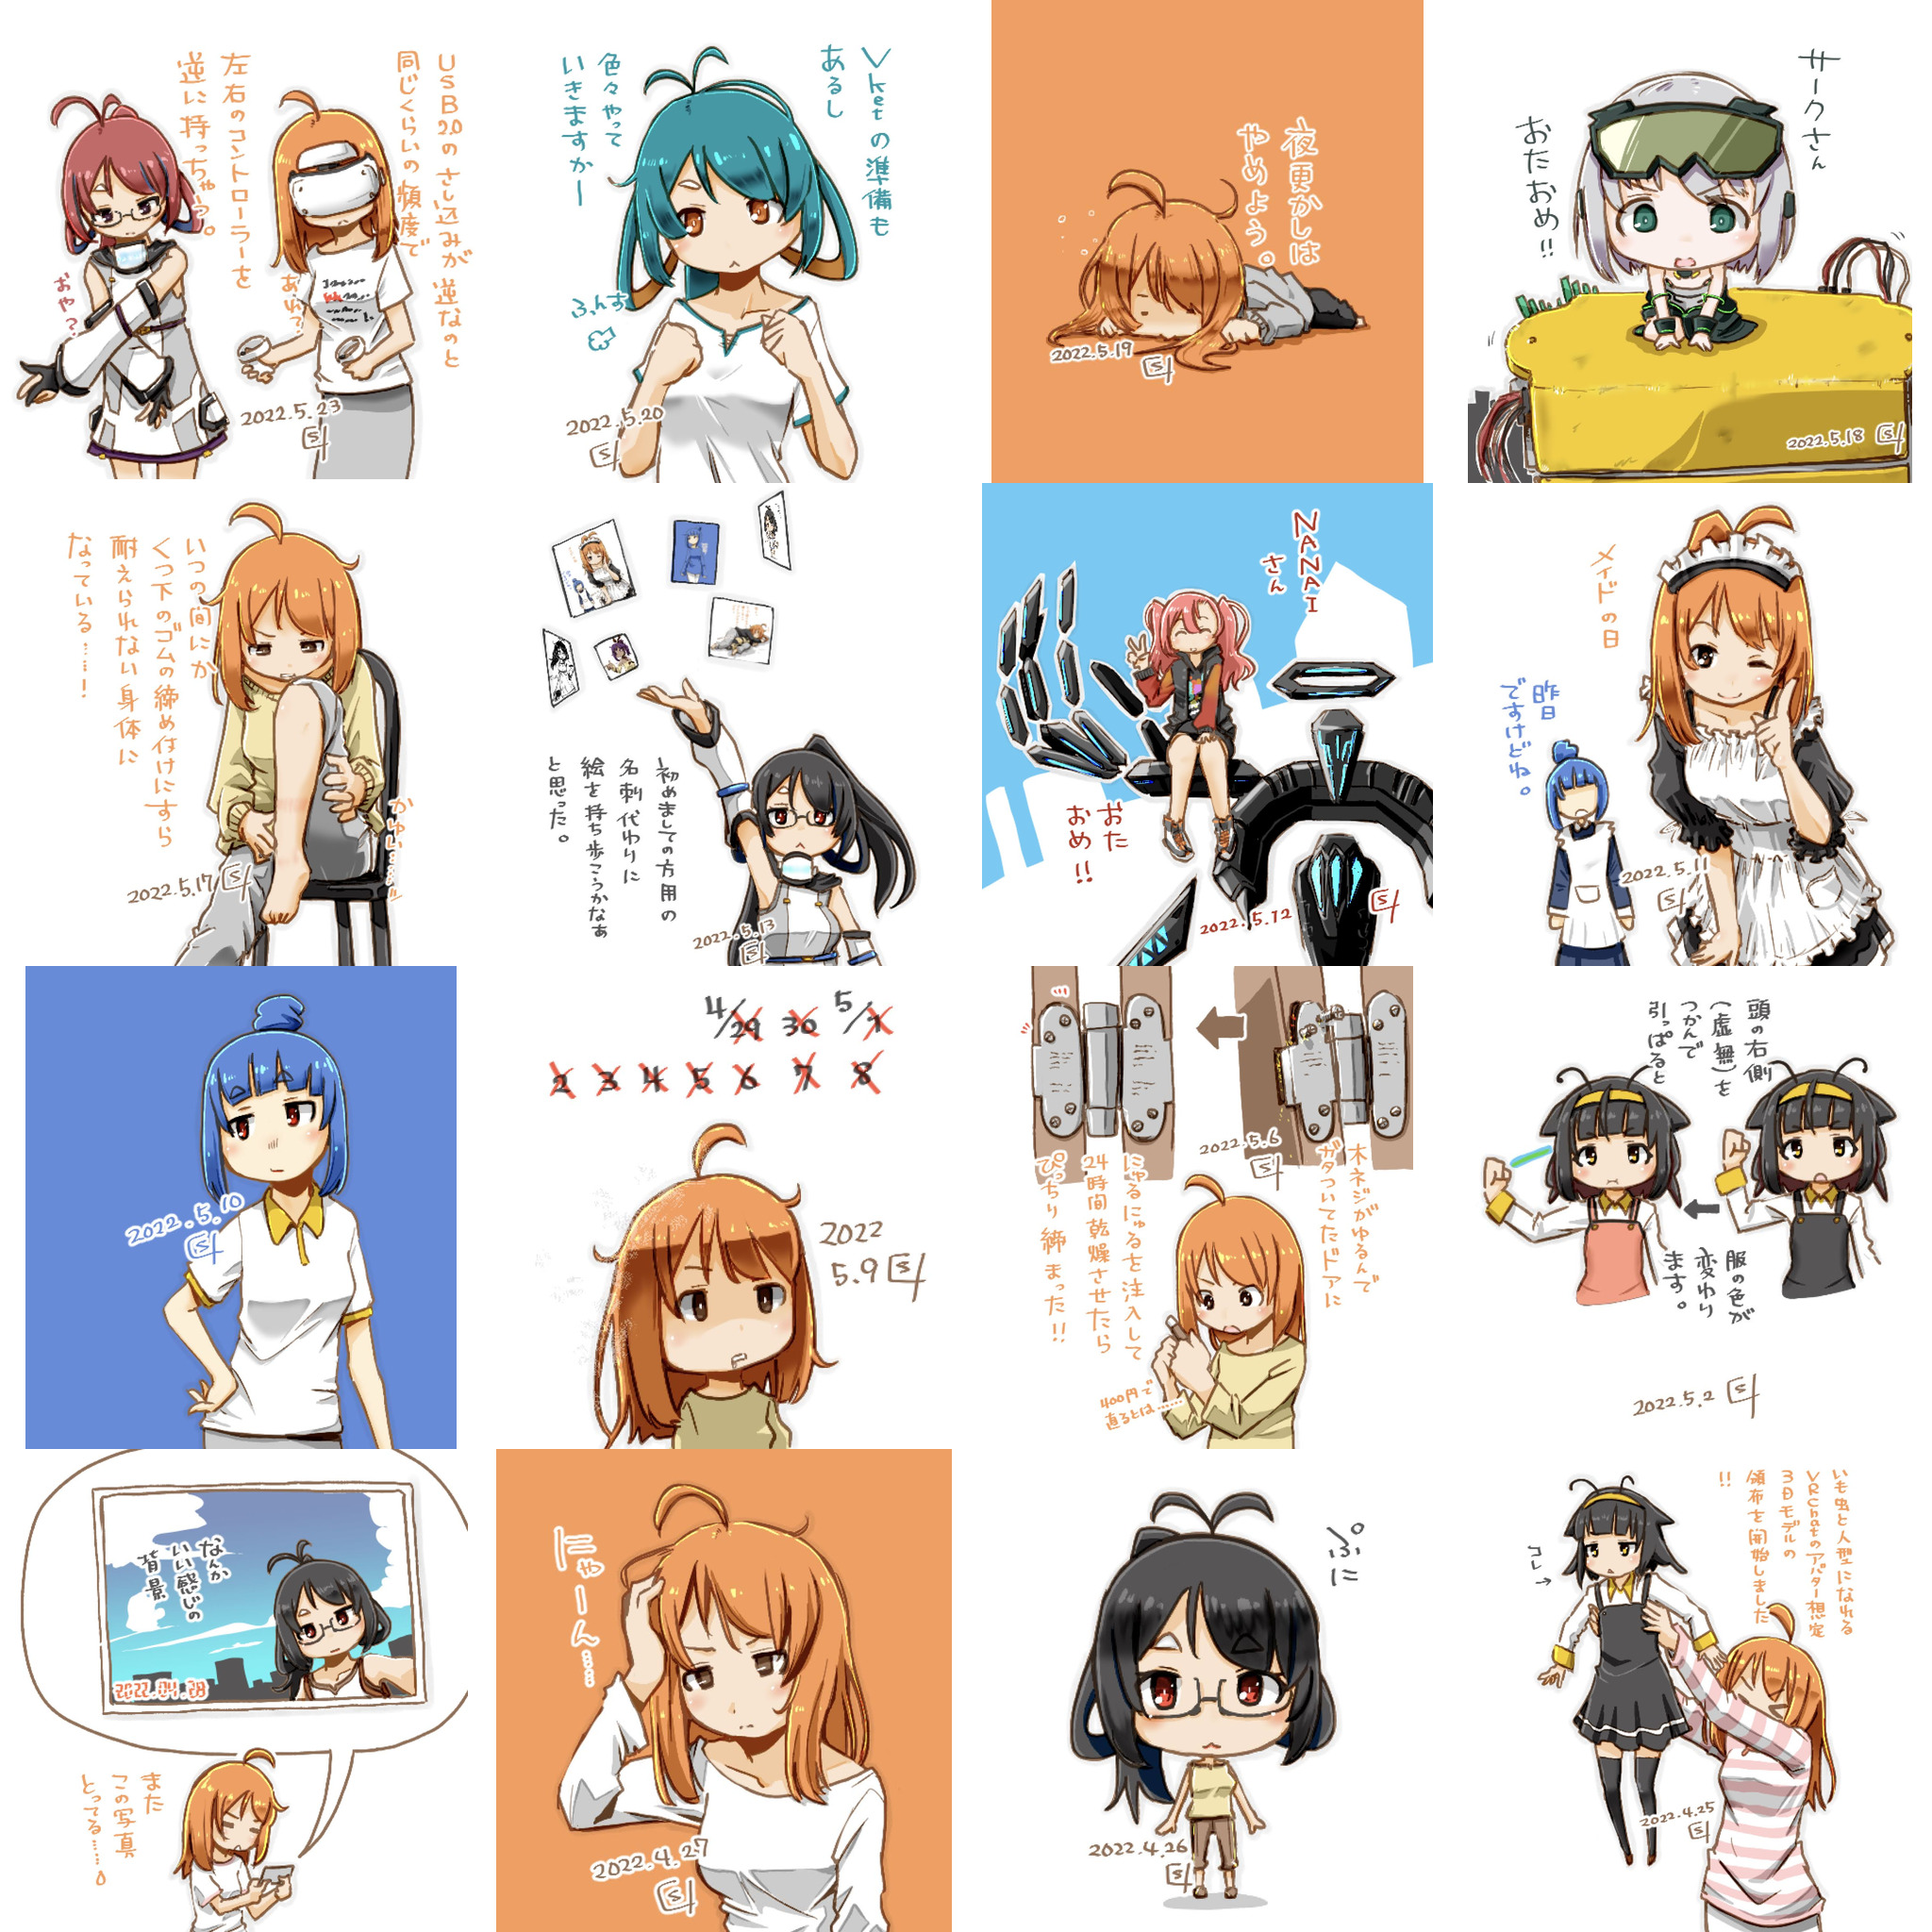 USB2.0のさし込みが逆なのと
同じくらいの頻度で
左右のコントローラーを
逆に持っちゃう。
あれ?
おや?
2022.5.23
Vketの準備も
あるし
色々やって
いきますかー
ふんす
2022.5.20
夜更かしは
やめよう。
2022.5.19
サークさん
おたおめ!!
2022.5.18
いつの間にか
くつ下のゴムの締め付けにすら
耐えられない身体に
なっている……!
かゆい……
2022.5.17
初めましての方用の
名刺代わりに
絵を持ち歩こうかなぁ
と思った。
2022.5.13
NANAI
さん
おた
おめ!!
2022.5.12
メイドの日
昨日
ですけどね。
2022.5.11
2022.5.10
4/29 30 5/1
2 3 4 5 6 7 8
2022
5.9
2022.5.6
木ネジがゆるんで
ガタついてたドアに
にゅるにゅるを注入して
24時間乾燥させたら
ぴっちり締まった!!
400円で
直るとは……
頭の右側
(虚無)を
つかんで
引っぱると
服の色が
変わり
ます。
2022.5.2
なんか
いい感じの
背景
2022.04.28
また
この写真
とってる……
にゃーん……
2022.4.27
ぷに
2022.4.26
いも虫と人型になれる
VRChatのアバター想定
3Dモデルの
頒布を開始しました
!!
コレ→
2022.4.25